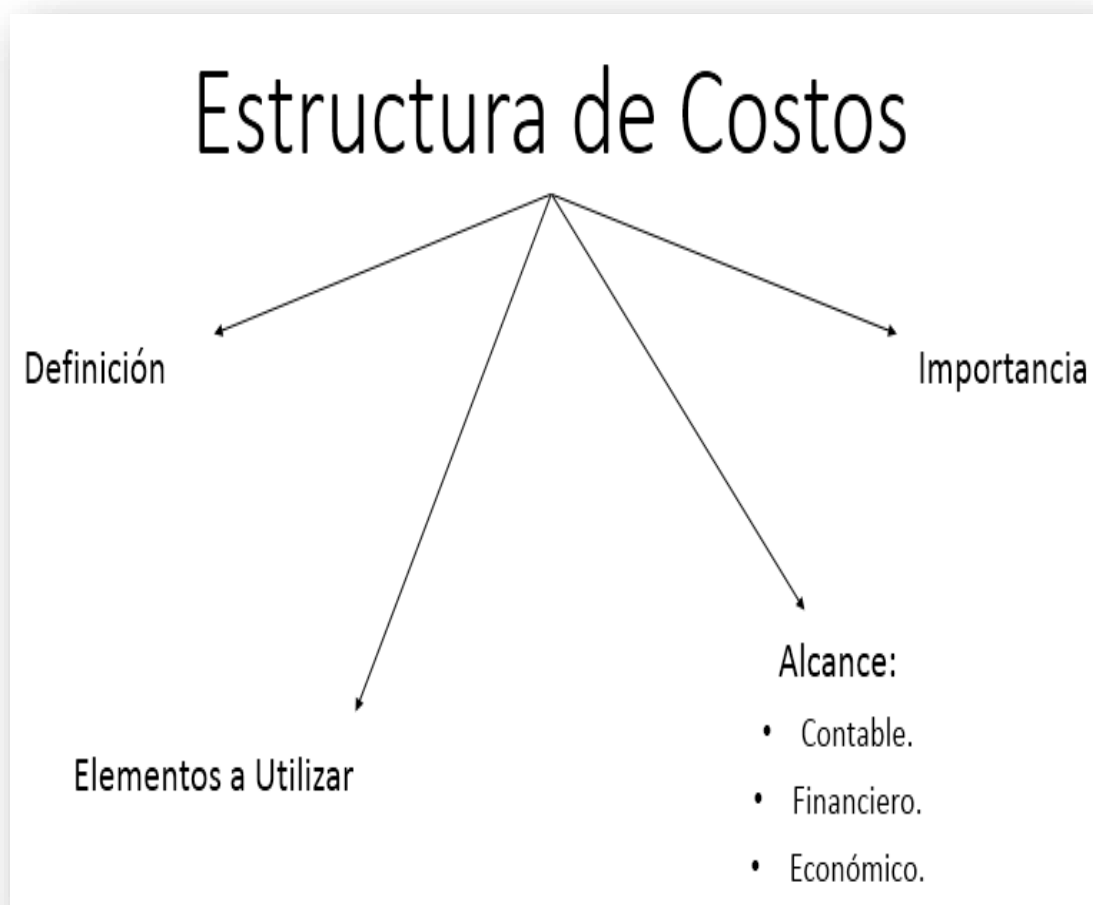 Estructura de Costos
Definición
Importancia
Elementos a Utilizar
Alcance:
• Contable.
• Financiero.
• Económico.